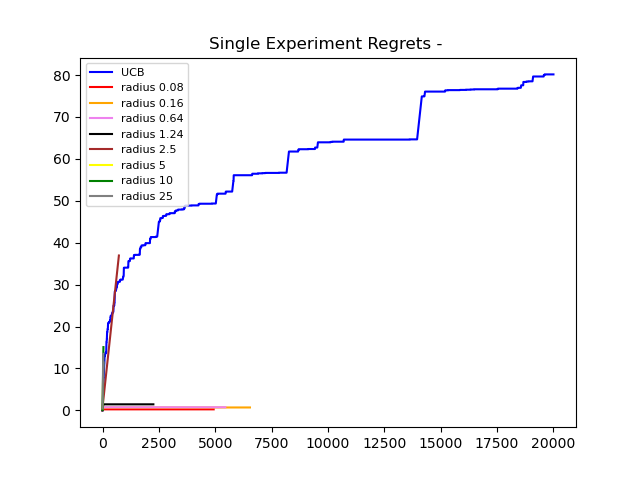 Single Experiment Regrets -
80
70
60
50
40
30
20
10
0
UCB
radius 0.08
radius 0.16
radius 0.64
radius 1.24
radius 2.5
radius 5
radius 10
radius 25
0 2500 5000 7500 10000 12500 15000 17500 20000